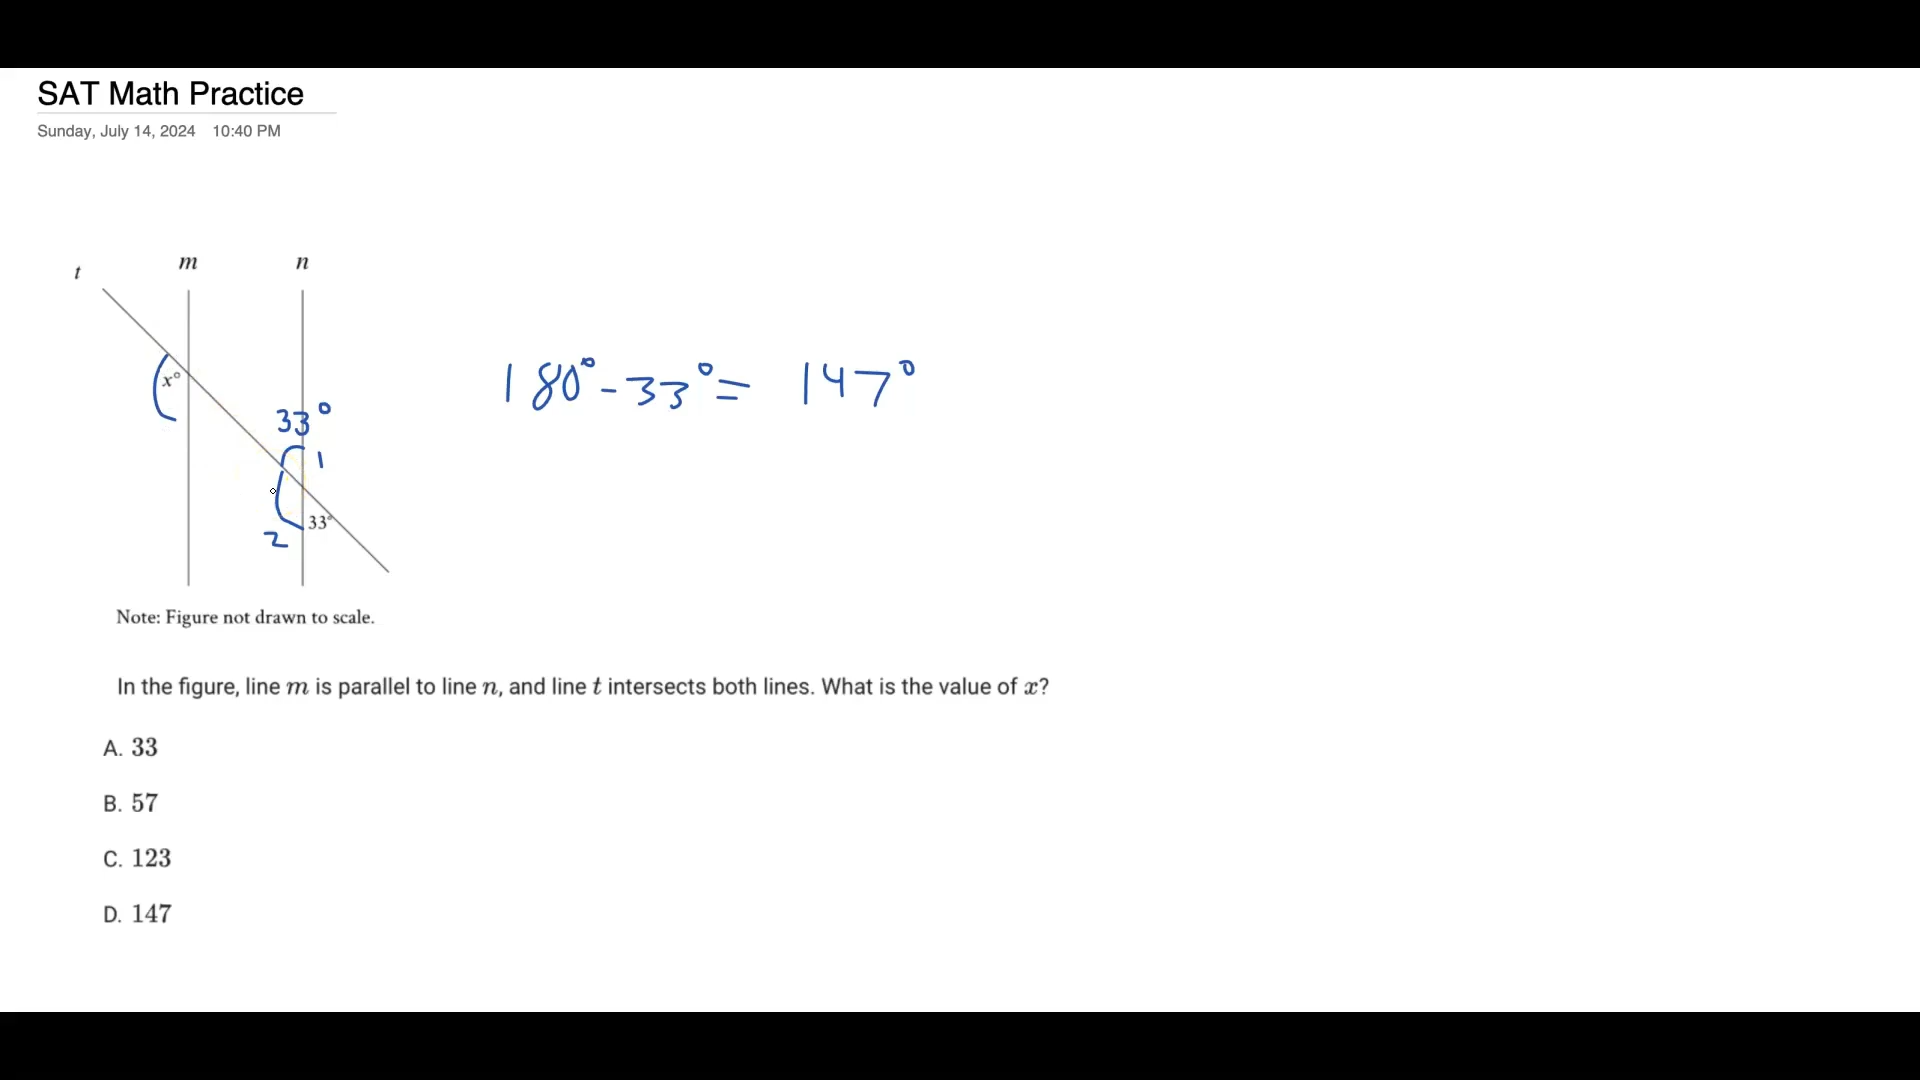 SAT Math Practice
Sunday, July 14, 2024 10:40 PM
t m n
180° - 33° = 147°
x°
33°
1
33°
2
Note: Figure not drawn to scale.
In the figure, line m is parallel to line n, and line t intersects both lines. What is the value of x?
A. 33
B. 57
C. 123
D. 147